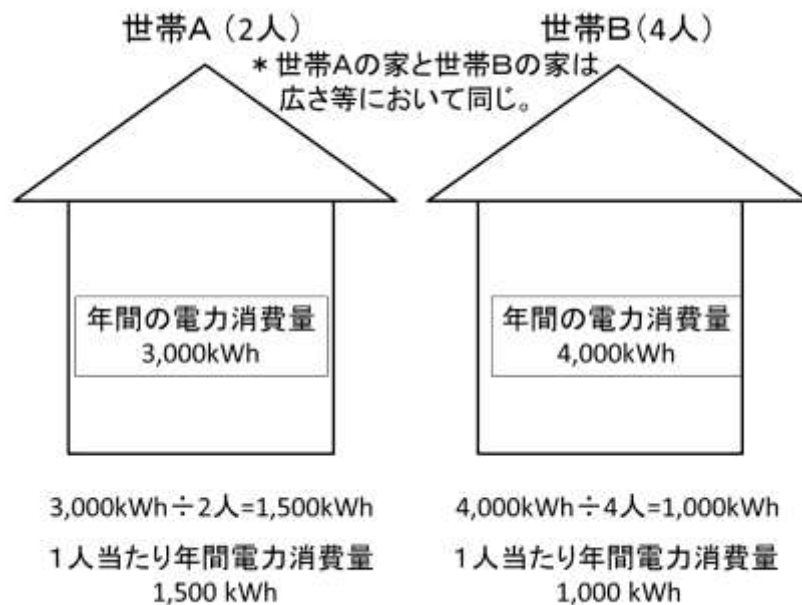 世帯A（2人）
世帯B（4人）
＊世帯Aの家と世帯Bの家は
広さ等において同じ。
年間の電力消費量
3,000kWh
年間の電力消費量
4,000kWh
3,000kWh÷2人=1,500kWh
1人当たり年間電力消費量
1,500 kWh
4,000kWh÷4人=1,000kWh
1人当たり年間電力消費量
1,000 kWh